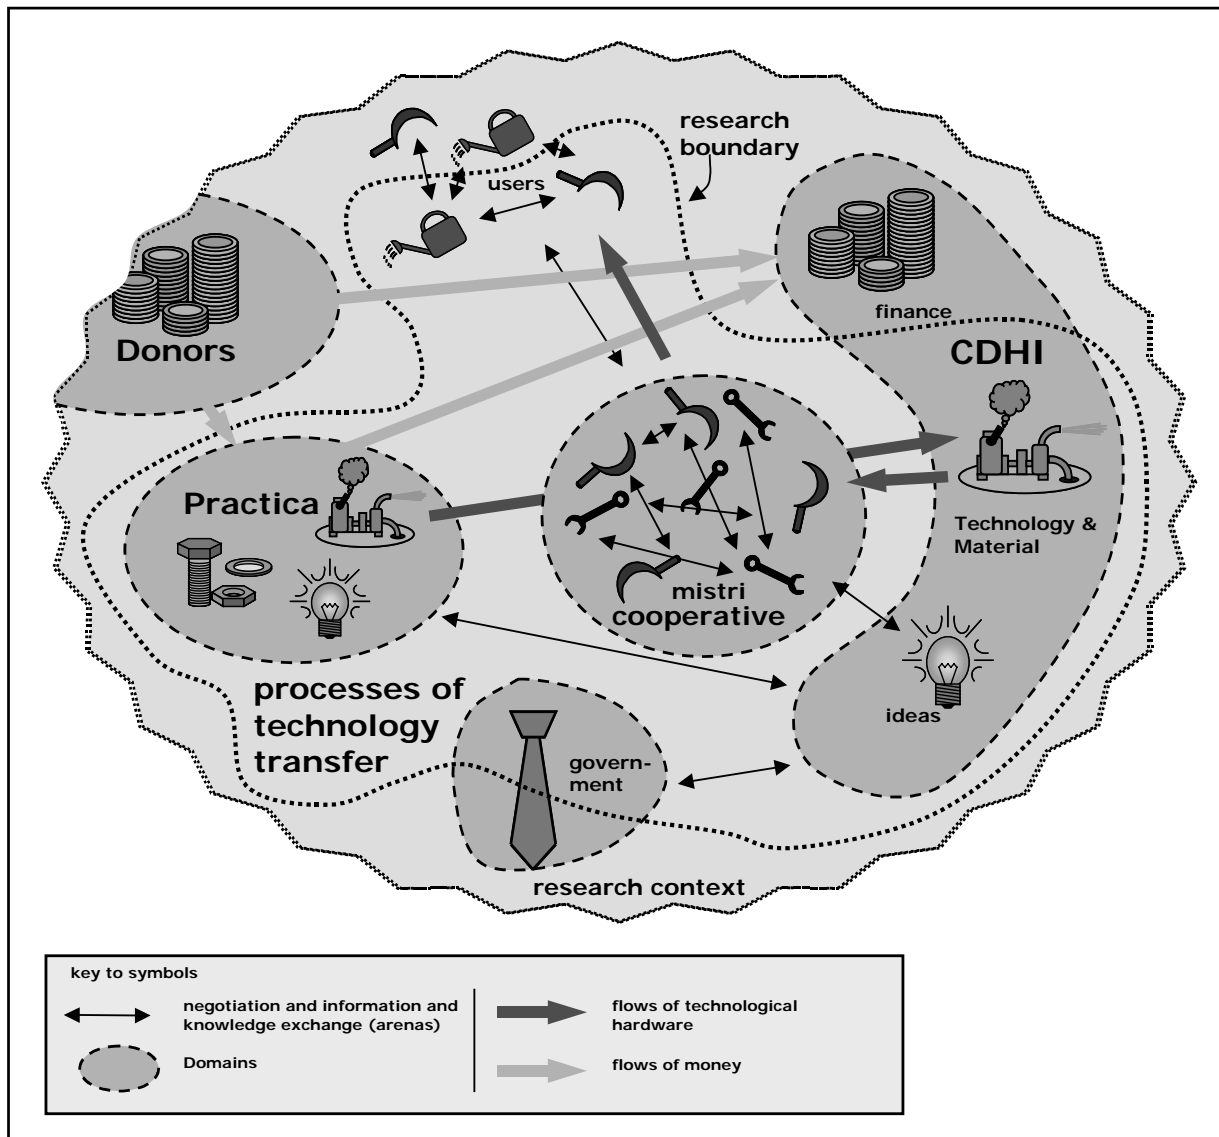 research
boundary
users
finance
Donors
CDHI
Practica
Technology &
Material
mistri
cooperative
processes of
technology
transfer
ideas
govern-
ment
research context
key to symbols
negotiation and information and
knowledge exchange (arenas)
flows of technological
hardware
Domains
flows of money